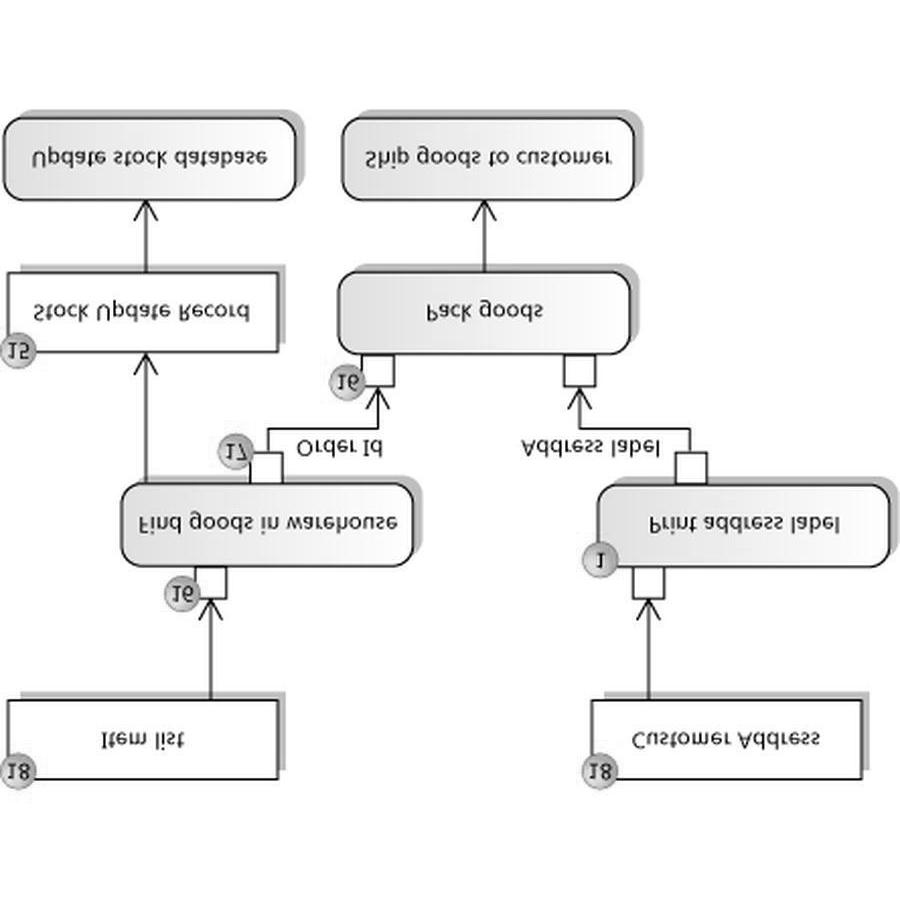 18
Item list
18
Customer Address
16
Find goods in warehouse
1
Print address label
17
Order Id
Address label
16
15
Stock Update Record
Pack goods
Update stock database
Ship goods to customer